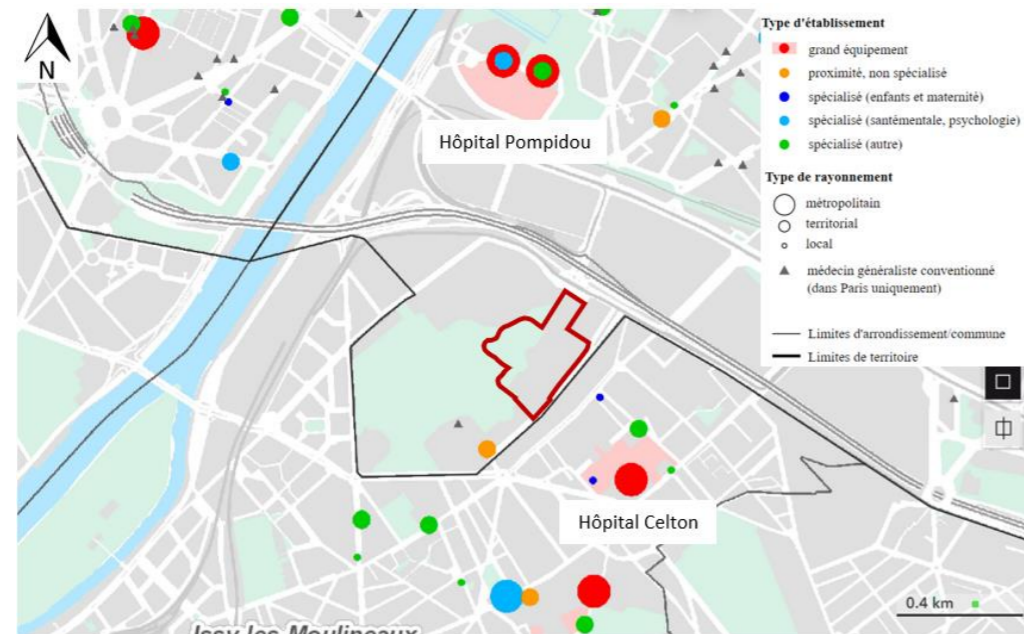 N
Hôpital Pompidou
Type d'établissement
grand équipement
proximité, non spécialisé
spécialisé (enfants et maternité)
spécialisé (santémentale, psychologie)
spécialisé (autre)
Type de rayonnement
métropolitain
territorial
local
médecin généraliste conventionné
(dans Paris uniquement)
Limites d'arrondissement/commune
Limites de territoire
Hôpital Celton
0.4 km
Issy-les-Moulineaux